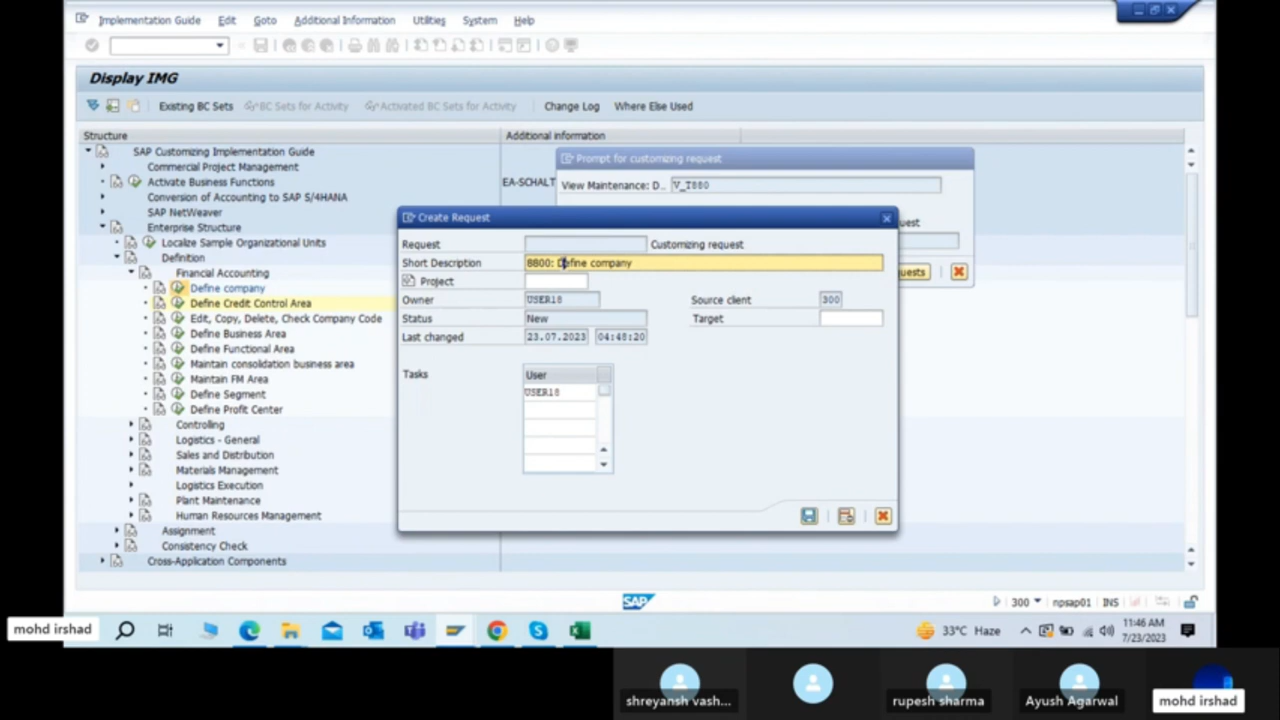 Implementation Guide Edit Goto Additional Information Utilities System Help
Display IMG
Existing BC Sets BC Sets for Activity Activated BC Sets for Activity Change Log Where Else Used
Structure Additional information
SAP Customizing Implementation Guide
Commercial Project Management
Activate Business Functions EA-SCHALT
Conversion of Accounting to SAP S/4HANA
SAP NetWeaver
Enterprise Structure
Localize Sample Organizational Units
Definition
Financial Accounting
Define company
Define Credit Control Area
Edit, Copy, Delete, Check Company Code
Define Business Area
Define Functional Area
Maintain consolidation business area
Maintain FM Area
Define Segment
Define Profit Center
Controlling
Logistics - General
Sales and Distribution
Materials Management
Logistics Execution
Plant Maintenance
Human Resources Management
Assignment
Consistency Check
Cross-Application Components
Prompt for customizing request
View Maintenance: D.. V_T880
uest
uests
Create Request
Request Customizing request
Short Description 8800: Define company
Project
Owner USER18 Source client 300
Status New Target
Last changed 23.07.2023 04:48:20
Tasks User
USER18
SAP
300 npsap01 INS
mohd irshad
33°C Haze
11:46 AM
7/23/2023
shreyansh vash...
rupesh sharma
Ayush Agarwal
mohd irshad